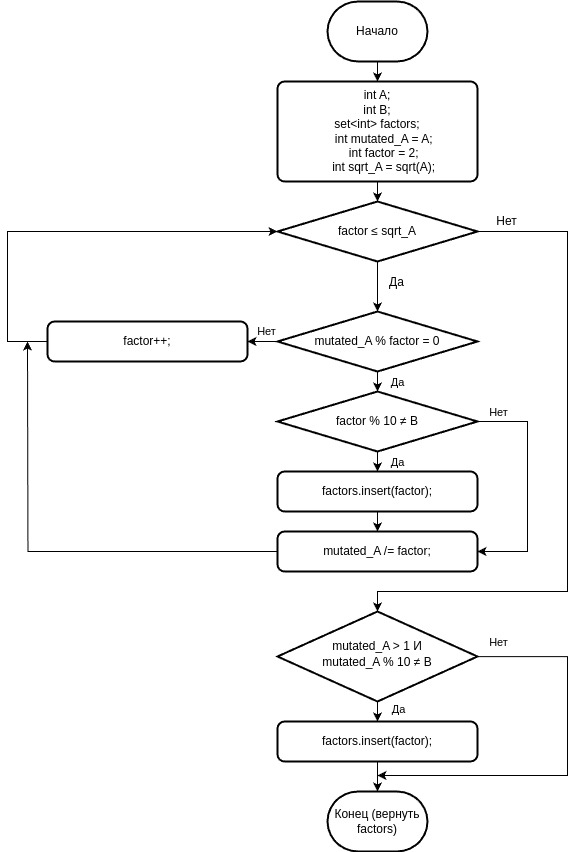 Начало
int A;
int B;
set<int> factors;
int mutated_A = A;
int factor = 2;
int sqrt_A = sqrt(A);
factor ≤ sqrt_A
Нет
Да
mutated_A % factor = 0
Нет
factor++;
Да
factor % 10 ≠ B
Нет
Да
factors.insert(factor);
mutated_A /= factor;
mutated_A > 1 И
mutated_A % 10 ≠ B
Нет
Да
factors.insert(factor);
Конец (вернуть
factors)